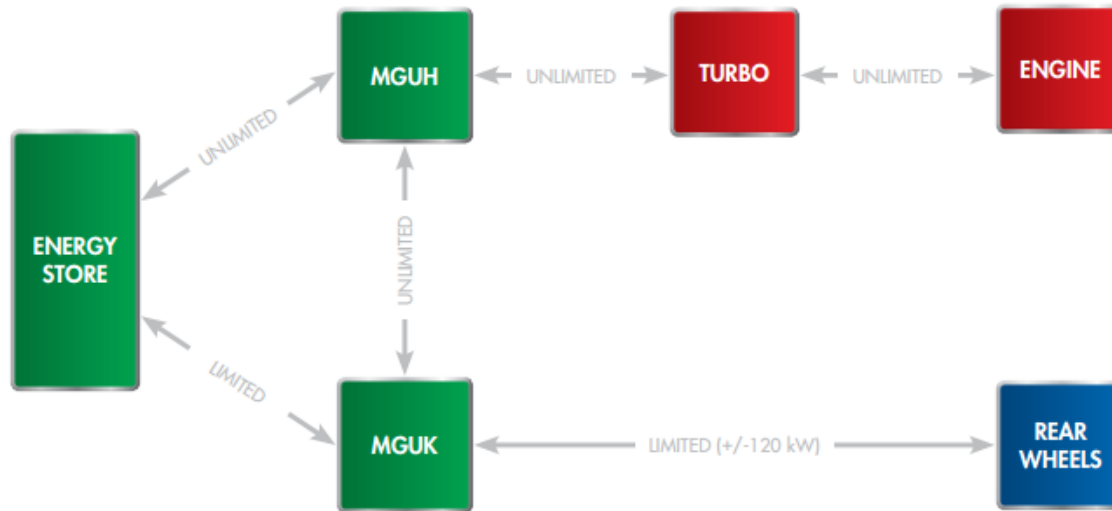 MGUH
UNLIMITED
TURBO
UNLIMITED
ENGINE
UNLIMITED
ENERGY
STORE
UNLIMITED
LIMITED
MGUK
LIMITED (+/-120 kW)
REAR
WHEELS